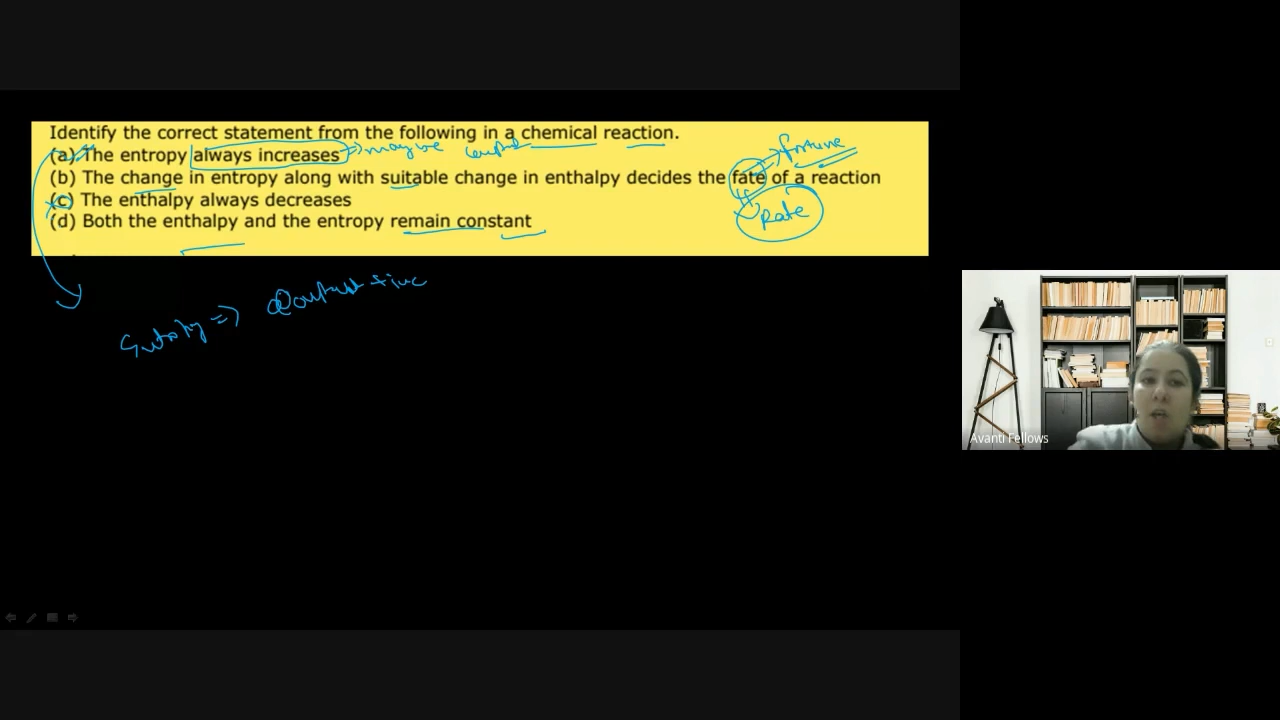 Identify the correct statement from the following in a chemical reaction.
(a) The entropy always increases => may be
(b) The change in entropy along with suitable change in enthalpy decides the fate of a reaction
fortune
Rate
(c) The enthalpy always decreases
(d) Both the enthalpy and the entropy remain constant
Entropy =>
Avanti Fellows